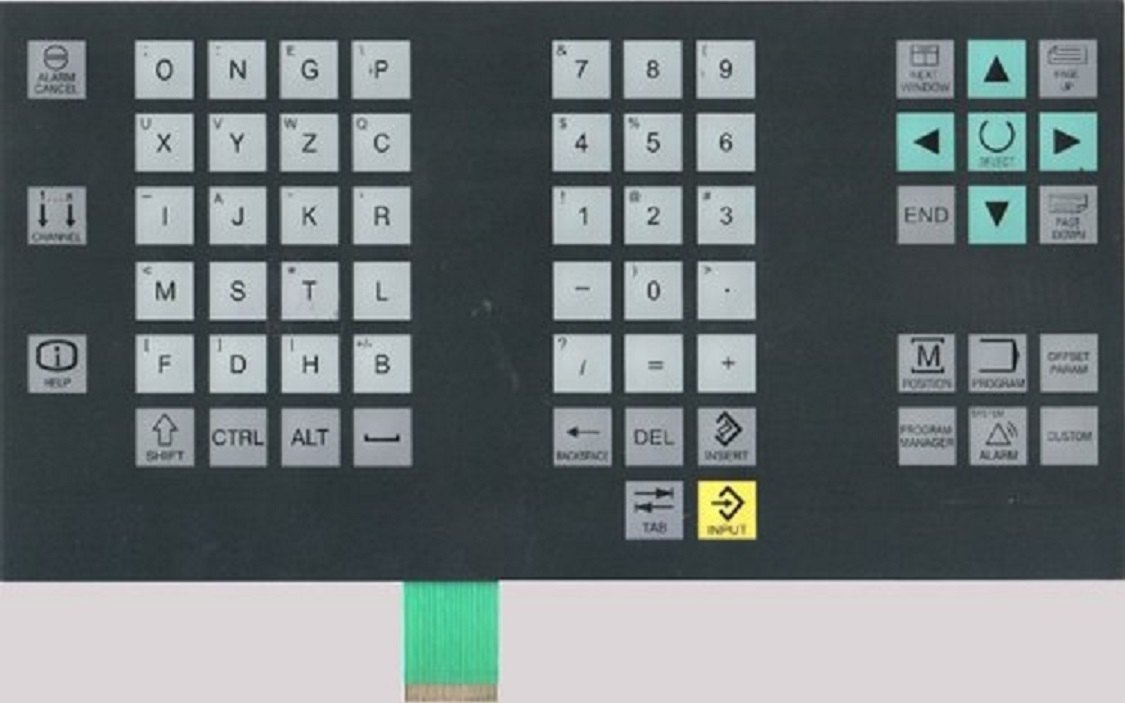 ALARM CANCEL
; O
: N
E G
\ P
& 7
8
( 9
NEXT WINDOW
▲
PAGE UP
U X
V Y
W Z
Q C
$ 4
% 5
6
◀
SELECT
▶
1...n CHANNEL
I
A J
K
R
! 1
@ 2
# 3
END
▼
PAGE DOWN
< M
S
* T
L
−
) 0
> .
i HELP
[ F
] D
H
+/- B
? /
=
+
M POSITION
PROGRAM
OFFSET PARAM
SHIFT
CTRL
ALT
BACKSPACE
DEL
INSERT
PROGRAM MANAGER
SYSTEM ALARM
CUSTOM
TAB
INPUT